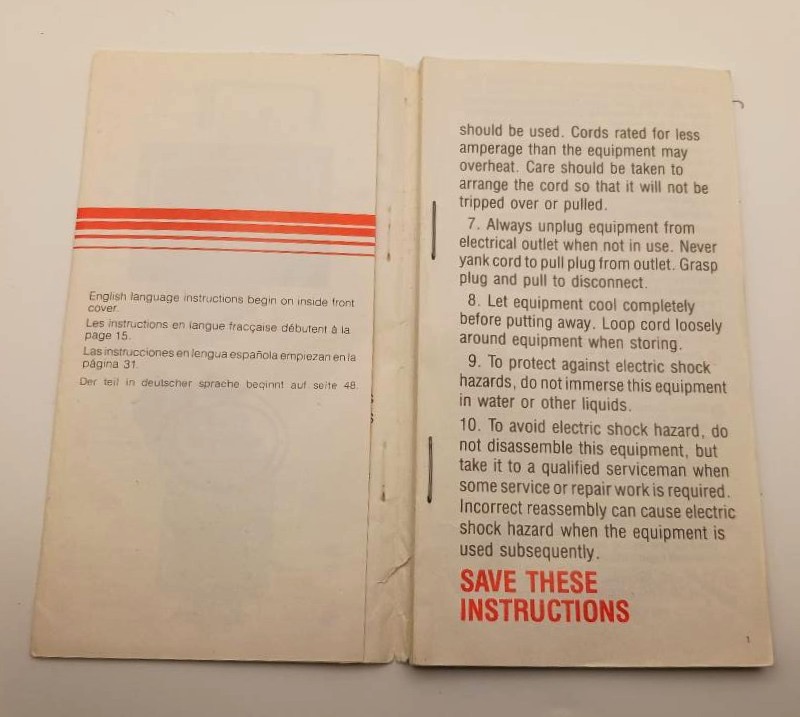 English language instructions begin on inside front
cover.
Les instructions en langue fracçaise débutent à la
page 15.
Las instrucciones en lengua española empiezan en la
página 31.
Der teil in deutscher sprache beginnt auf seite 48.
should be used. Cords rated for less
amperage than the equipment may
overheat. Care should be taken to
arrange the cord so that it will not be
tripped over or pulled.
7. Always unplug equipment from
electrical outlet when not in use. Never
yank cord to pull plug from outlet. Grasp
plug and pull to disconnect.
8. Let equipment cool completely
before putting away. Loop cord loosely
around equipment when storing.
9. To protect against electric shock
hazards, do not immerse this equipment
in water or other liquids.
10. To avoid electric shock hazard, do
not disassemble this equipment, but
take it to a qualified serviceman when
some service or repair work is required.
Incorrect reassembly can cause electric
shock hazard when the equipment is
used subsequently.
SAVE THESE
INSTRUCTIONS
1